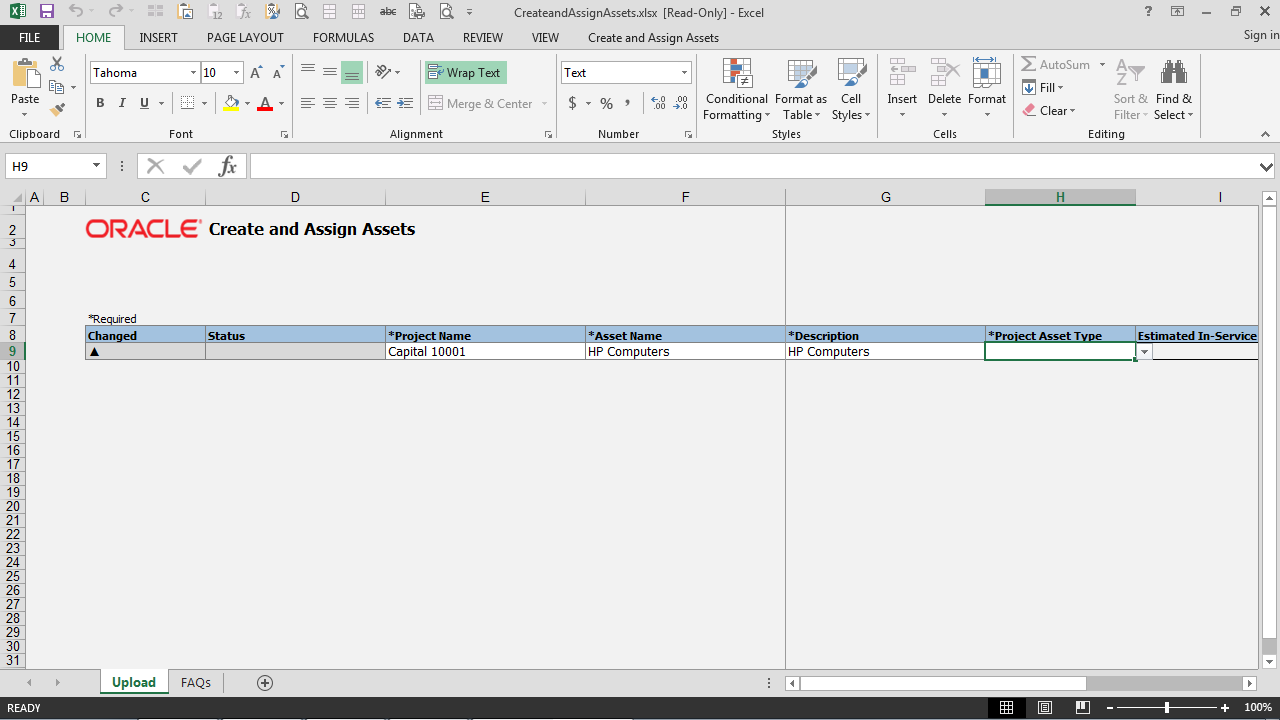 CreateandAssignAssets.xlsx [Read-Only] - Excel
FILE HOME INSERT PAGE LAYOUT FORMULAS DATA REVIEW VIEW Create and Assign Assets Sign in
Tahoma 10 Wrap Text Text AutoSum
Paste Conditional Formatting Format as Table Cell Styles Insert Delete Format Fill Sort & Filter Find & Select
B I U Merge & Center $ % , Clear
Clipboard Font Alignment Number Styles Cells Editing
H9 fx
A B C D E F G H I
1
2 ORACLE Create and Assign Assets
3
4
5
6
7 *Required
8 Changed Status *Project Name *Asset Name *Description *Project Asset Type Estimated In-Service
9 ▲ Capital 10001 HP Computers HP Computers
10
11
12
13
14
15
16
17
18
19
20
21
22
23
24
25
26
27
28
29
30
31
Upload FAQs
READY 100%